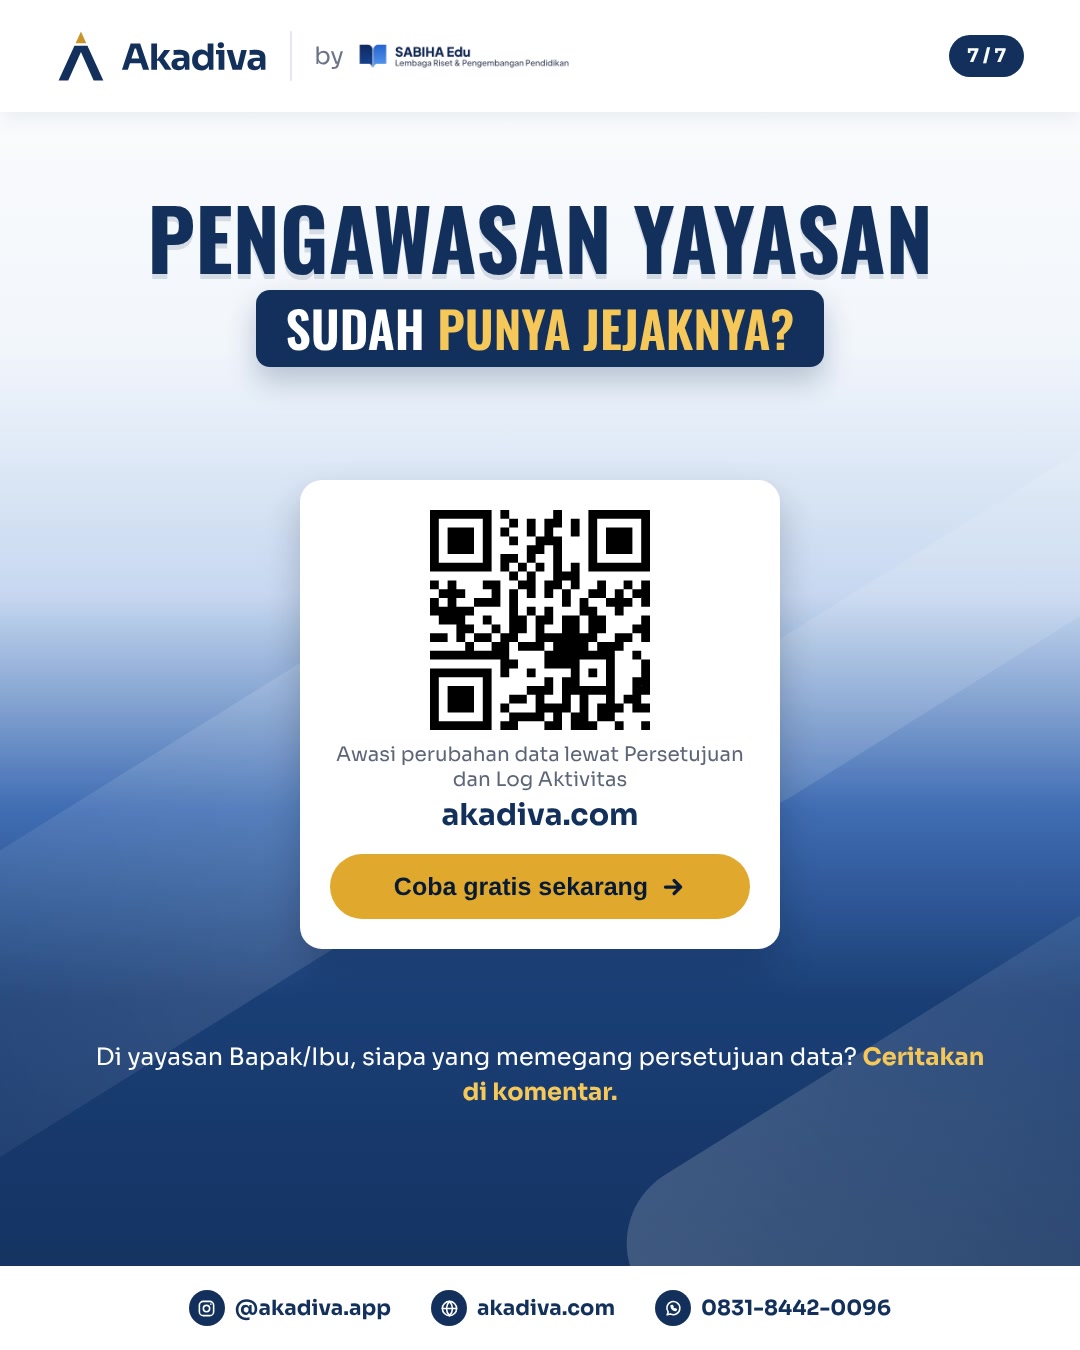 Akadiva
by
SABIHA Edu
Lembaga Riset & Pengembangan Pendidikan
7 / 7
PENGAWASAN YAYASAN
SUDAH PUNYA JEJAKNYA?
Awasi perubahan data lewat Persetujuan
dan Log Aktivitas
akadiva.com
Coba gratis sekarang →
Di yayasan Bapak/Ibu, siapa yang memegang persetujuan data? Ceritakan
di komentar.
@akadiva.app
akadiva.com
0831-8442-0096